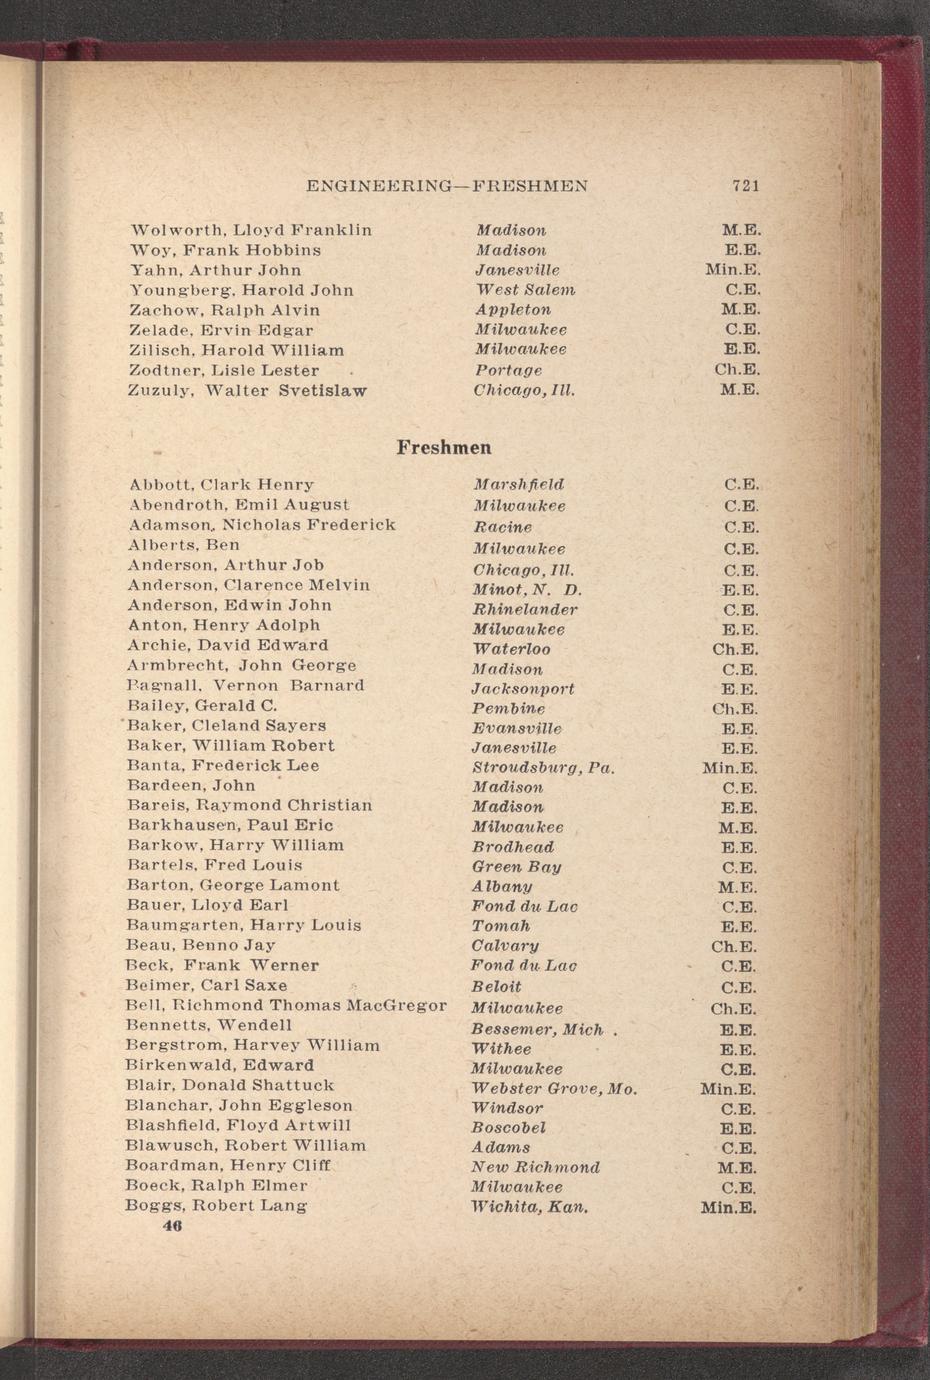 ENGINEERING—FRESHMEN 721
Wolworth, Lloyd Franklin Madison M.E.
Woy, Frank Hobbins Madison E.E.
Yahn, Arthur John Janesville Min.E.
Youngberg, Harold John West Salem C.E.
Zachow, Ralph Alvin Appleton M.E.
Zelade, Ervin Edgar Milwaukee C.E.
Zilisch, Harold William Milwaukee E.E.
Zodtner, Lisle Lester Portage Ch.E.
Zuzuly, Walter Svetislaw Chicago, Ill. M.E.
Freshmen
Abbott, Clark Henry Marshfield C.E.
Abendroth, Emil August Milwaukee C.E.
Adamson, Nicholas Frederick Racine C.E.
Alberts, Ben Milwaukee C.E.
Anderson, Arthur Job Chicago, Ill. C.E.
Anderson, Clarence Melvin Minot, N. D. E.E.
Anderson, Edwin John Rhinelander C.E.
Anton, Henry Adolph Milwaukee E.E.
Archie, David Edward Waterloo Ch.E.
Armbrecht, John George Madison C.E.
Bagnall, Vernon Barnard Jacksonport E.E.
Bailey, Gerald C. Pembine Ch.E.
Baker, Cleland Sayers Evansville E.E.
Baker, William Robert Janesville E.E.
Banta, Frederick Lee Stroudsburg, Pa. Min.E.
Bardeen, John Madison C.E.
Bareis, Raymond Christian Madison E.E.
Barkhausen, Paul Eric Milwaukee M.E.
Barkow, Harry William Brodhead E.E.
Bartels, Fred Louis Green Bay C.E.
Barton, George Lamont Albany M.E.
Bauer, Lloyd Earl Fond du Lac C.E.
Baumgarten, Harry Louis Tomah E.E.
Beau, Benno Jay Calvary Ch.E.
Beck, Frank Werner Fond du Lac C.E.
Beimer, Carl Saxe Beloit C.E.
Bell, Richmond Thomas MacGregor Milwaukee Ch.E.
Bennetts, Wendell Bessemer, Mich . E.E.
Bergstrom, Harvey William Withee E.E.
Birkenwald, Edward Milwaukee C.E.
Blair, Donald Shattuck Webster Grove, Mo. Min.E.
Blanchar, John Eggleson Windsor C.E.
Blashfield, Floyd Artwill Boscobel E.E.
Blawusch, Robert William Adams C.E.
Boardman, Henry Cliff New Richmond M.E.
Boeck, Ralph Elmer Milwaukee C.E.
Boggs, Robert Lang Wichita, Kan. Min.E.
46